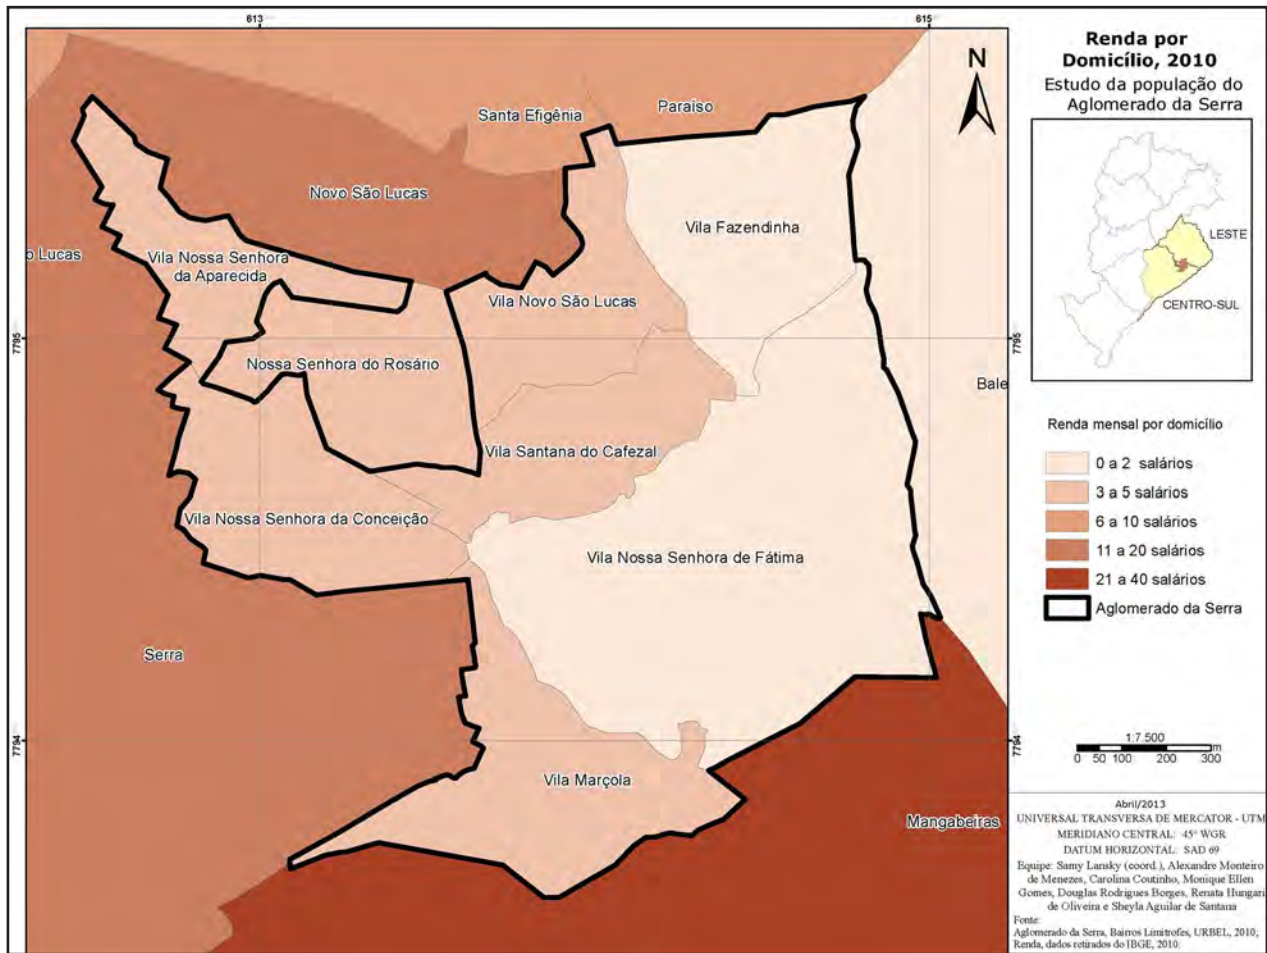 613
615
Renda por
Domicílio, 2010
Estudo da população do
Aglomerado da Serra
N
Santa Efigênia
Paraiso
Novo São Lucas
Vila Fazendinha
LESTE
o Lucas
Vila Nossa Senhora
da Aparecida
Vila Novo São Lucas
CENTRO-SUL
7795
7795
Nossa Senhora do Rosário
Bale
Renda mensal por domicílio
Vila Santana do Cafezal
0 a 2 salários
3 a 5 salários
6 a 10 salários
11 a 20 salários
21 a 40 salários
Aglomerado da Serra
Vila Nossa Senhora da Conceição
Vila Nossa Senhora de Fátima
Serra
7794
7794
1:7.500
0 50 100 200 300 m
Vila Marçola
Mangabeiras
Abril/2013
UNIVERSAL TRANSVERSA DE MERCATOR - UTM
MERIDIANO CENTRAL: 45° WGR
DATUM HORIZONTAL: SAD 69
Equipe: Samy Lansky (coord.), Alexandre Monteiro
de Menezes, Carolina Coutinho, Monique Ellen
Gomes, Douglas Rodrigues Borges, Renata Hungari
de Oliveira e Sheyla Aguilar de Santana
Fonte:
Aglomerado da Serra, Bairros Limitrofes, URBEL, 2010;
Renda, dados retirados do IBGE, 2010.